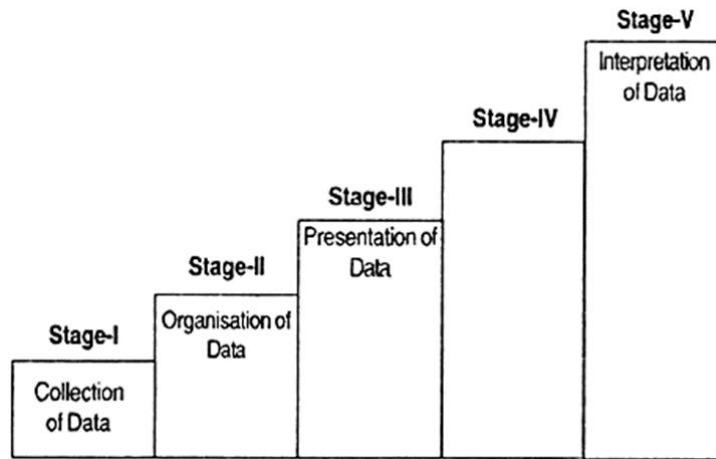 Stage-I
Collection
of Data
Stage-II
Organisation of
Data
Stage-III
Presentation of
Data
Stage-IV
Stage-V
Interpretation
of Data